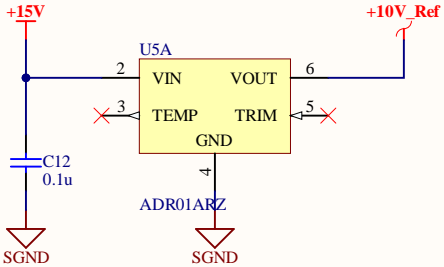 +15V
+10V_Ref
U5A
2 VIN VOUT 6
3 TEMP TRIM 5
GND
4
C12
0.1u
ADR01ARZ
SGND SGND